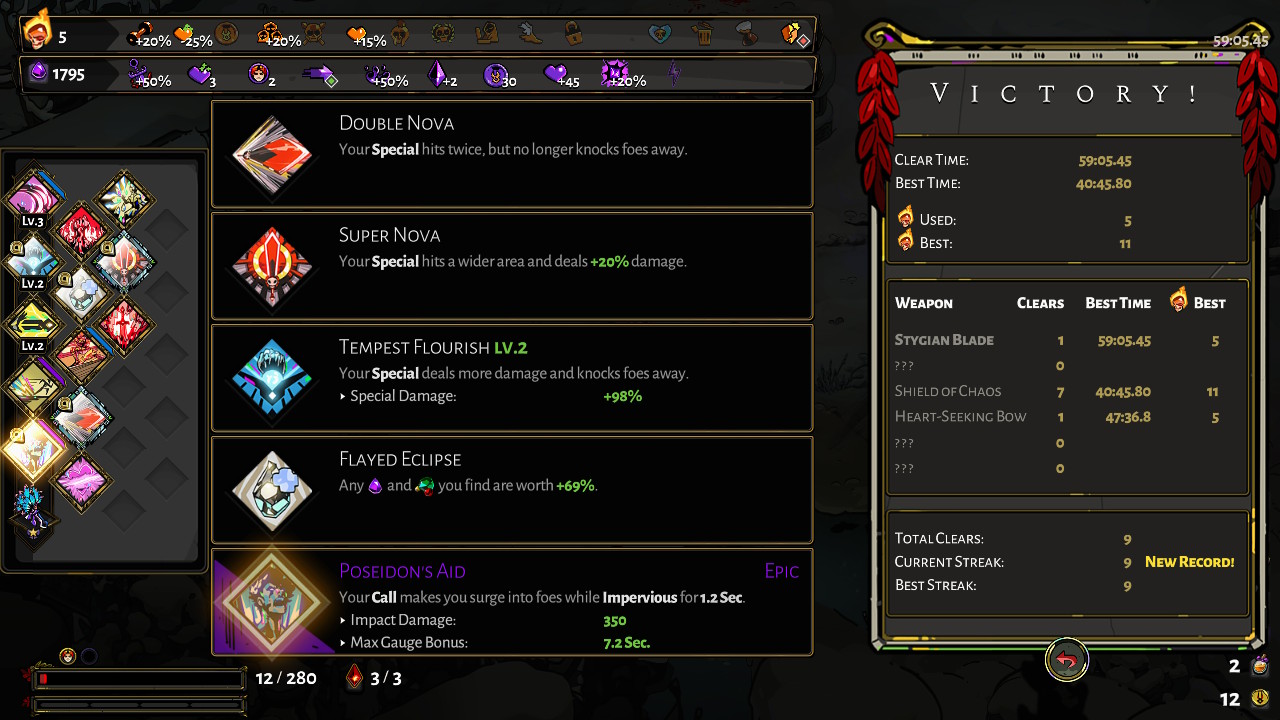 5
+20%
-25%
+20%
+15%
1795
+50%
3
2
+50%
+2
30
+45
+20%
59:05.45
Lv.3
Lv.2
Lv.2
Double Nova
Your Special hits twice, but no longer knocks foes away.
Super Nova
Your Special hits a wider area and deals +20% damage.
Tempest Flourish Lv.2
Your Special deals more damage and knocks foes away.
Special Damage: +98%
Flayed Eclipse
Any and you find are worth +69%.
Poseidon's Aid Epic
Your Call makes you surge into foes while Impervious for 1.2 Sec.
Impact Damage: 350
Max Gauge Bonus: 7.2 Sec.
12 / 280
3 / 3
Victory!
Clear Time: 59:05.45
Best Time: 40:45.80
Used: 5
Best: 11
Weapon Clears Best Time Best
Stygian Blade 1 59:05.45 5
??? 0
Shield of Chaos 7 40:45.80 11
Heart-Seeking Bow 1 47:36.8 5
??? 0
??? 0
Total Clears: 9
Current Streak: 9 New Record!
Best Streak: 9
2
12